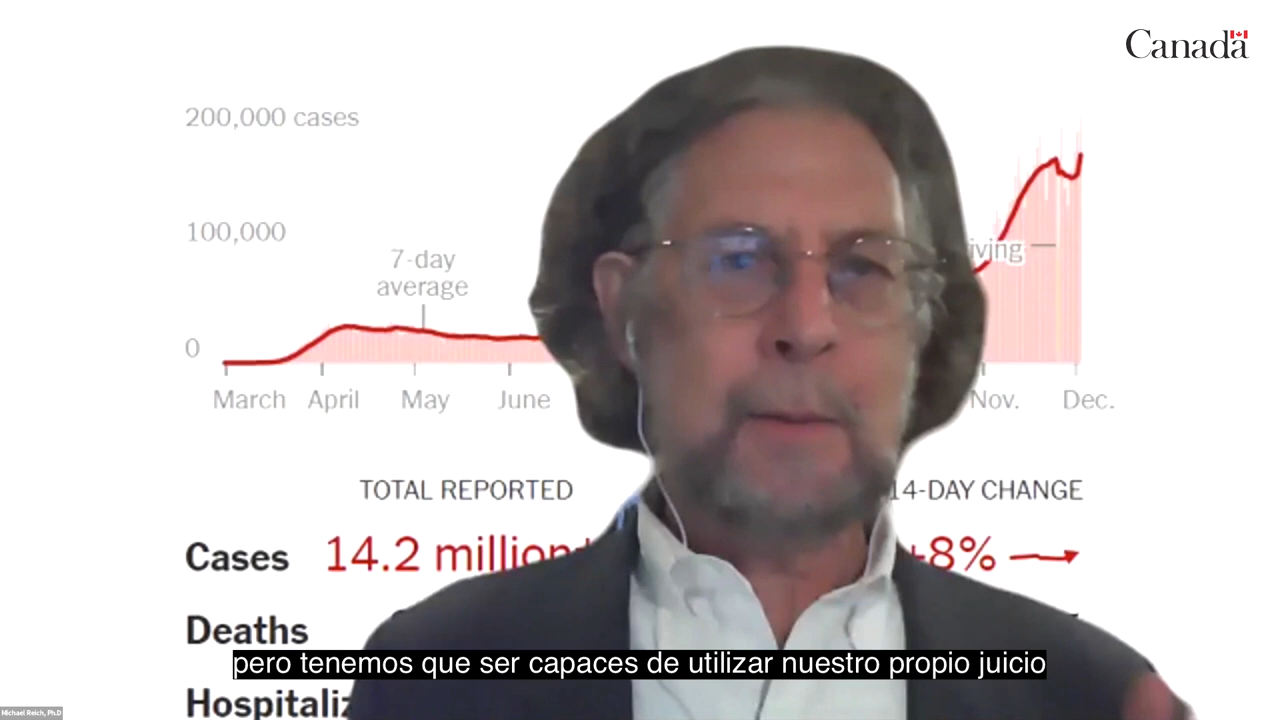 Canada
200,000 cases
100,000
7-day
average
0
March April May June Nov. Dec.
TOTAL REPORTED 14-DAY CHANGE
Cases 14.2 million +8%
Deaths
pero tenemos que ser capaces de utilizar nuestro propio juicio
Hospitaliz
Michael Reich, Ph.D